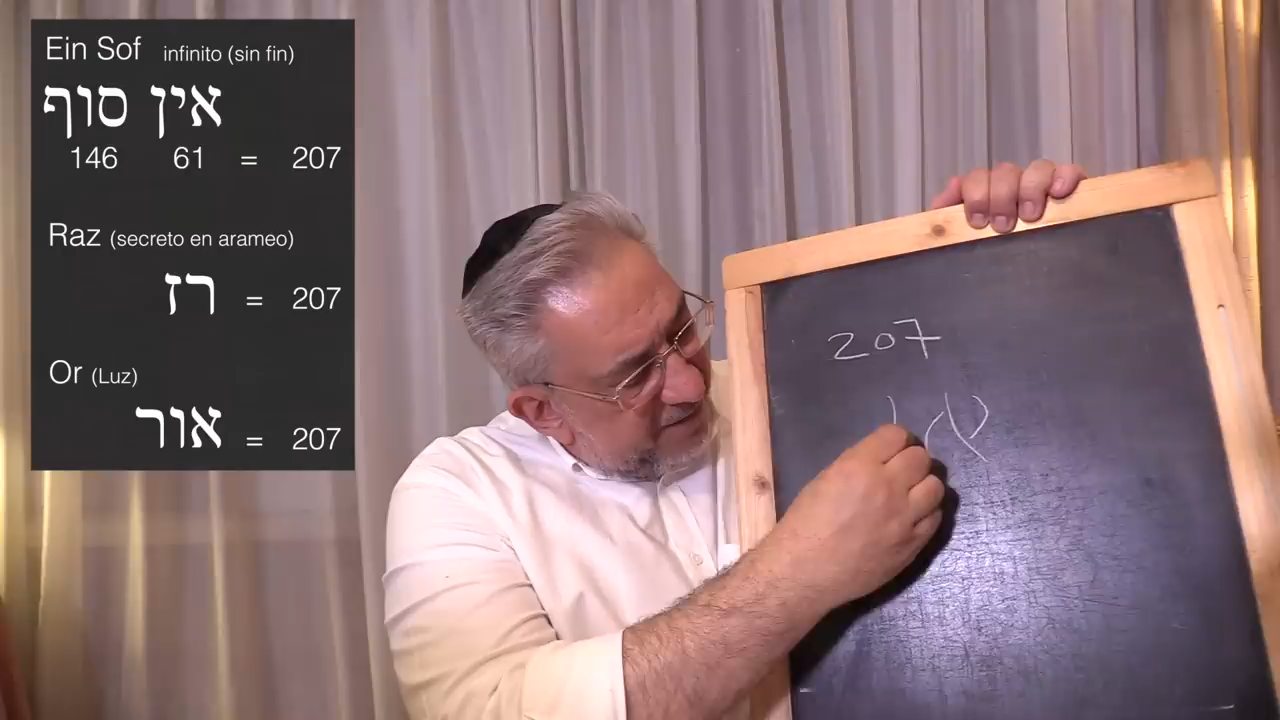 Ein Sof infinito (sin fin)
אין סוף
146 61 = 207
Raz (secreto en arameo)
רז = 207
Or (Luz)
אור = 207
207